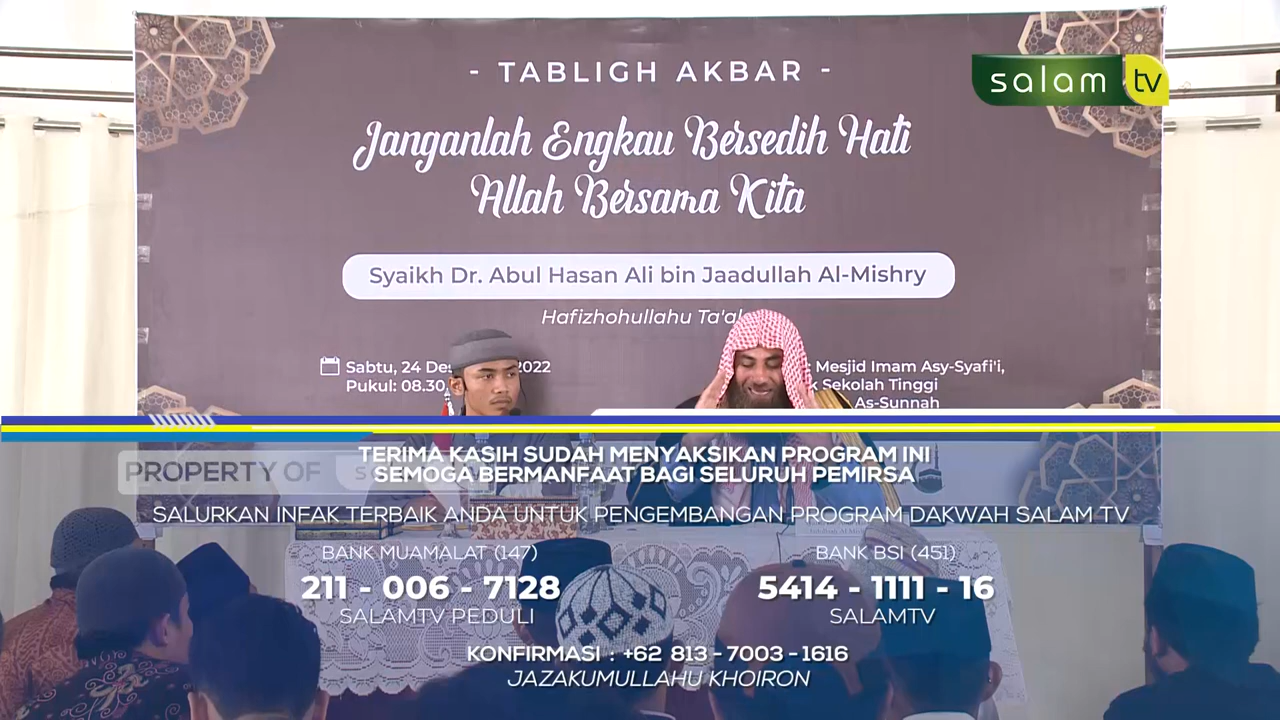 - TABLIGH AKBAR -
salam tv
Janganlah Engkau Bersedih Hati
Allah Bersama Kita
Syaikh Dr. Abul Hasan Ali bin Jaadullah Al-Mishry
Hafizhohullahu
Sabtu, 24 2022
Mesjid Imam Asy-Syafi'i,
Pukul: 08.30
Sekolah Tinggi
As-Sunnah
TERIMA KASIH SUDAH MENYAKSIKAN PROGRAM INI
SEMOGA BERMANFAAT BAGI SELURUH PEMIRSA
PROPERTY OF
SALURKAN INFAK TERBAIK ANDA UNTUK PENGEMBANGAN PROGRAM DAKWAH SALAM TV
BANK MUAMALAT (147)
BANK BSI (451)
211 - 006 - 7128
5414 - 1111 - 16
SALAMTV PEDULI
SALAMTV
KONFIRMASI : +62 813 - 7003 - 1616
JAZAKUMULLAHU KHOIRON